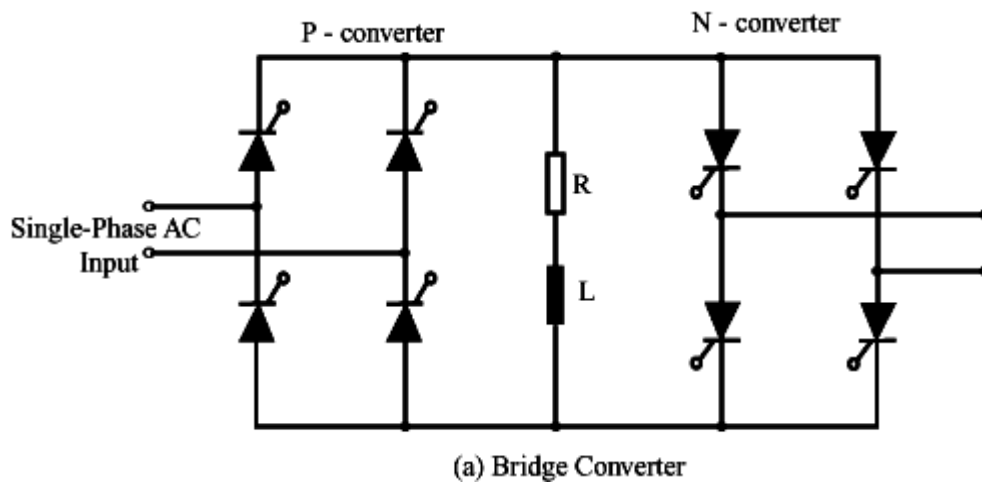 P - converter
N - converter
R
Single-Phase AC
Input
L
(a) Bridge Converter